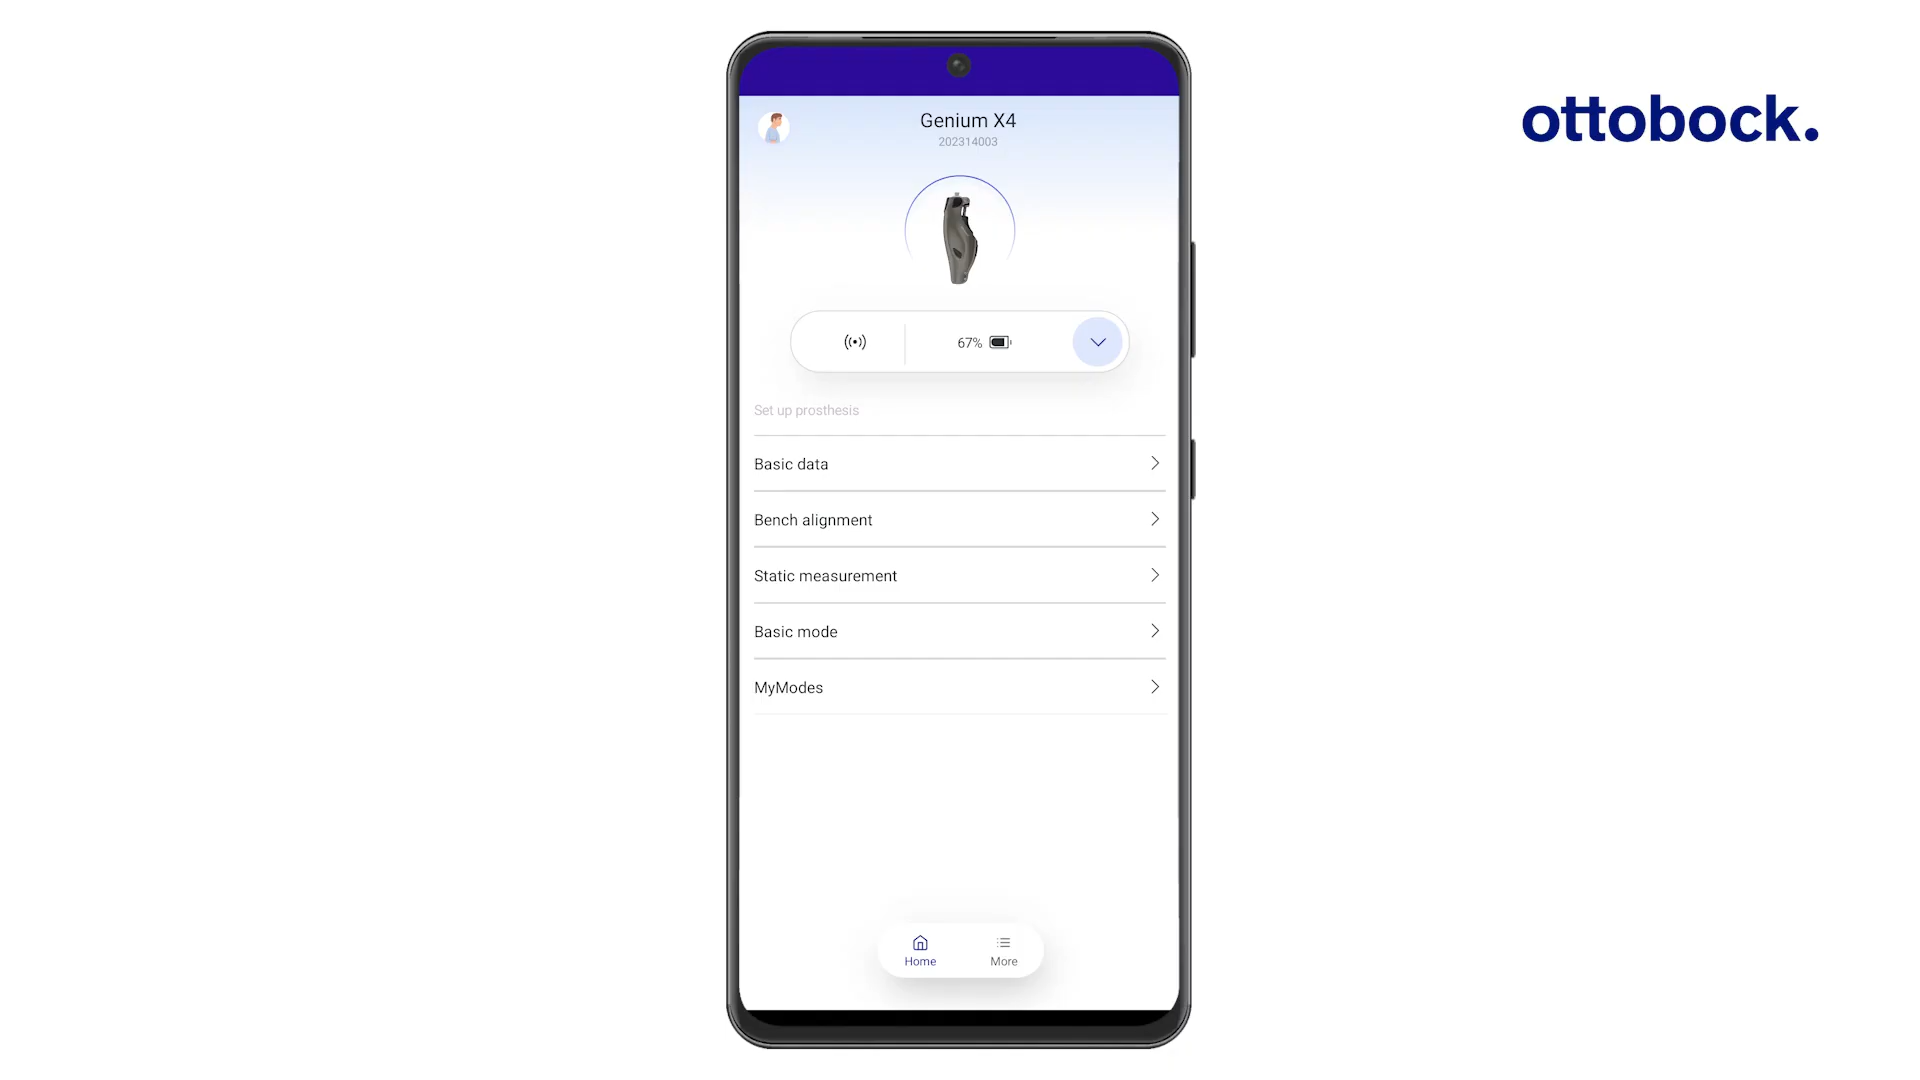 ottobock.
Genium X4
202314003
67%
Set up prosthesis
Basic data
Bench alignment
Static measurement
Basic mode
MyModes
Home
More